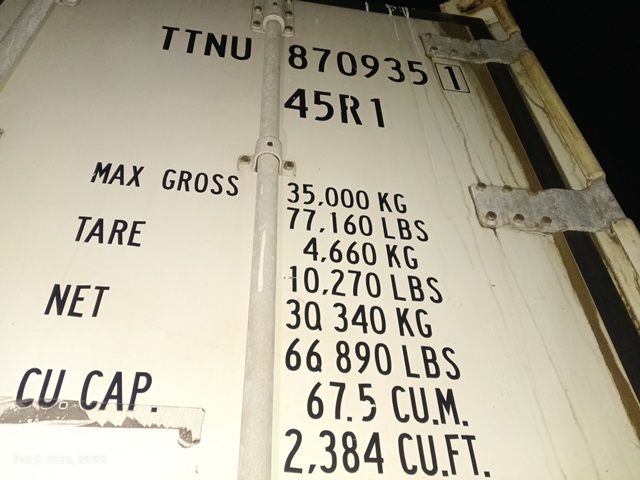 TTNU 870935 1
45R1
MAX GROSS 35,000 KG
77,160 LBS
TARE 4,660 KG
10,270 LBS
NET 30 340 KG
66 890 LBS
CU. CAP. 67.5 CU.M.
2,384 CU.FT.